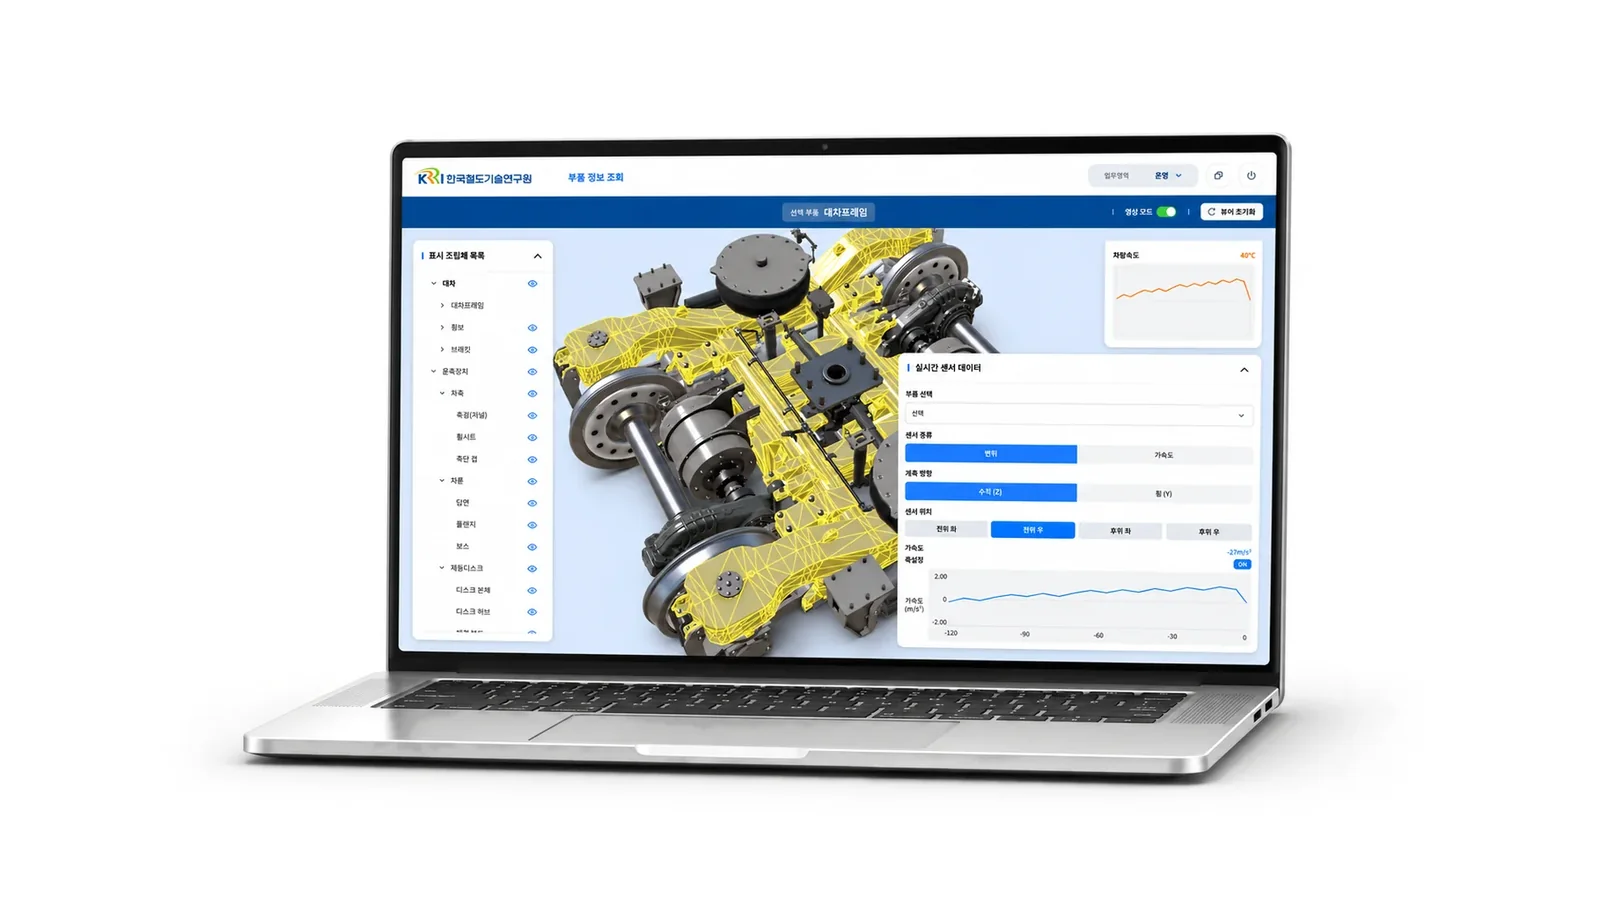 KRRI 한국철도기술연구원
부품 정보 조회
업무영역 운영
선택 부품 대차프레임
영상 모드
뷰어 초기화
표시 조립체 목록
대차
대차프레임
횡보
브래킷
윤축장치
차축
축경(저널)
휠시트
축단 캡
차륜
답면
플랜지
보스
제동디스크
디스크 본체
디스크 허브
차량속도 40°C
실시간 센서 데이터
부품 선택
선택
센서 종류
변위 가속도
계측 방향
수직 (Z) 횡 (Y)
센서 위치
전위 좌 전위 우 후위 좌 후위 우
가속도 -27m/s²
축설정 ON
2.00
가속도 0
(m/s²)
-2.00
-120 -90 -60 -30 0